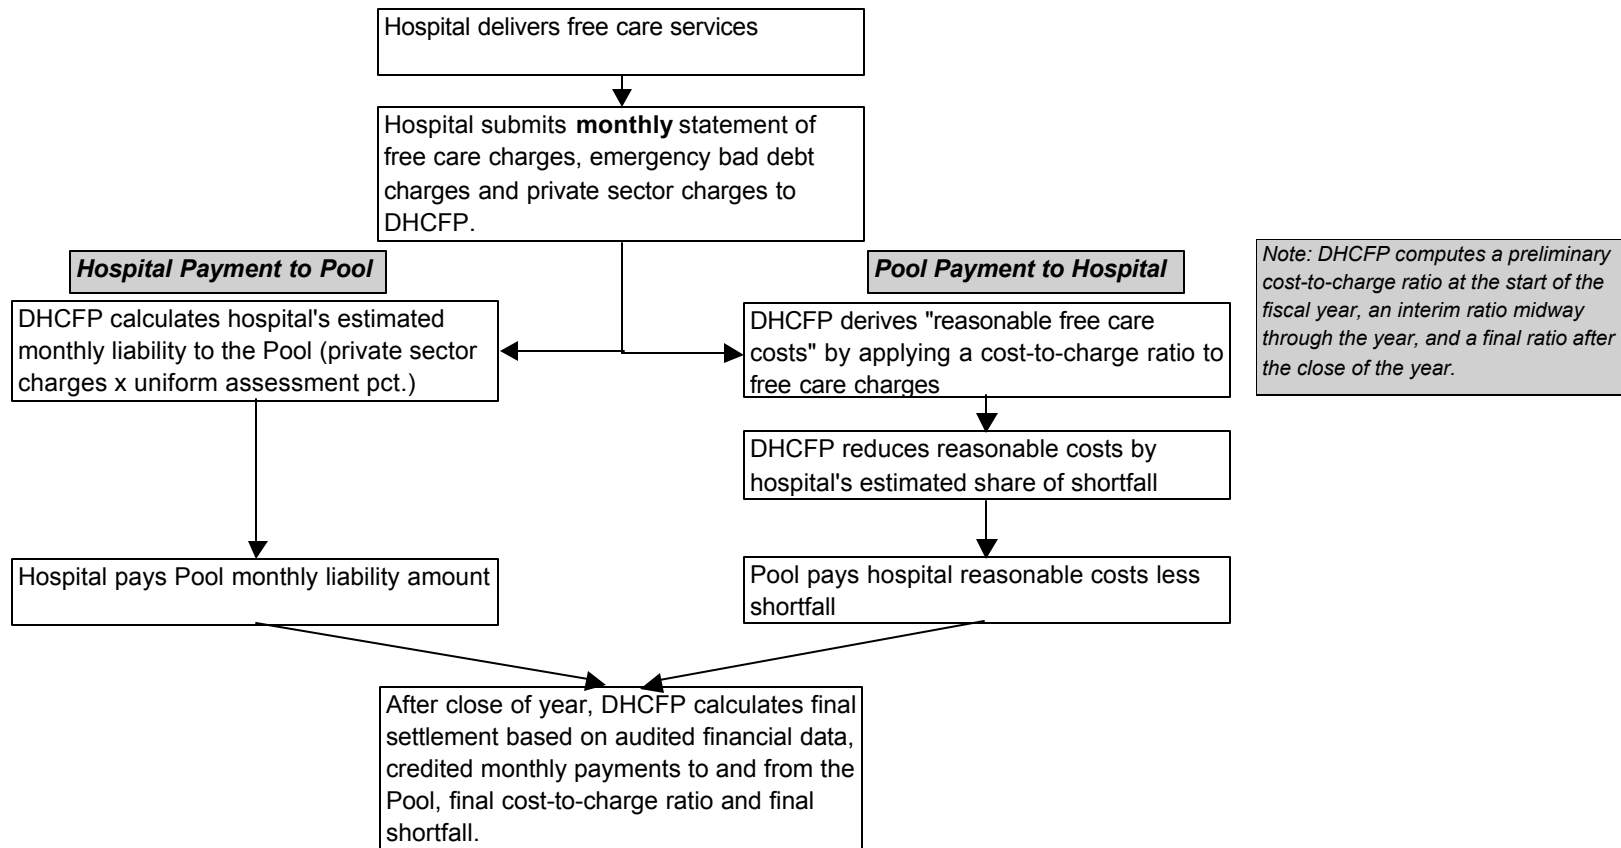 Hospital delivers free care services
Hospital submits monthly statement of
free care charges, emergency bad debt
charges and private sector charges to
DHCFP.
Hospital Payment to Pool
DHCFP calculates hospital's estimated
monthly liability to the Pool (private sector
charges x uniform assessment pct.)
Hospital pays Pool monthly liability amount
Pool Payment to Hospital
DHCFP derives "reasonable free care
costs" by applying a cost-to-charge ratio to
free care charges
DHCFP reduces reasonable costs by
hospital's estimated share of shortfall
Pool pays hospital reasonable costs less
shortfall
Note: DHCFP computes a preliminary
cost-to-charge ratio at the start of the
fiscal year, an interim ratio midway
through the year, and a final ratio after
the close of the year.
After close of year, DHCFP calculates final
settlement based on audited financial data,
credited monthly payments to and from the
Pool, final cost-to-charge ratio and final
shortfall.